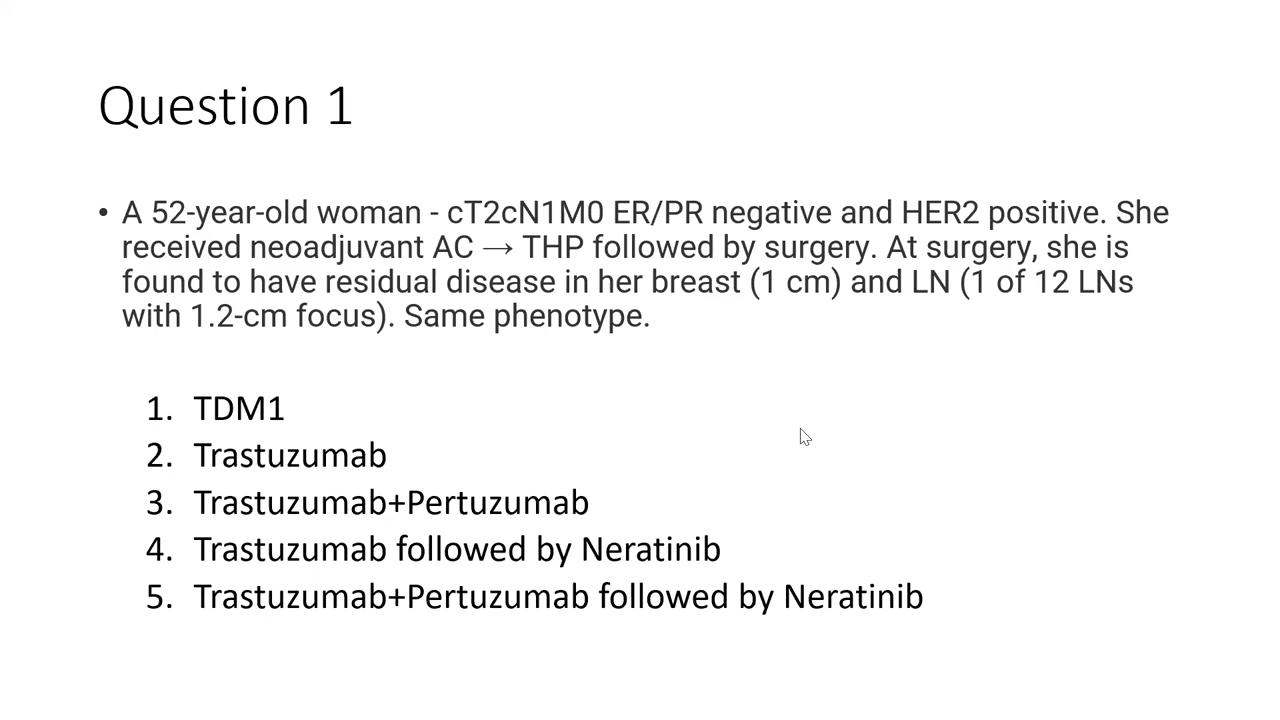 Question 1
• A 52-year-old woman - cT2cN1M0 ER/PR negative and HER2 positive. She
received neoadjuvant AC → THP followed by surgery. At surgery, she is
found to have residual disease in her breast (1 cm) and LN (1 of 12 LNs
with 1.2-cm focus). Same phenotype.
1. TDM1
2. Trastuzumab
3. Trastuzumab+Pertuzumab
4. Trastuzumab followed by Neratinib
5. Trastuzumab+Pertuzumab followed by Neratinib